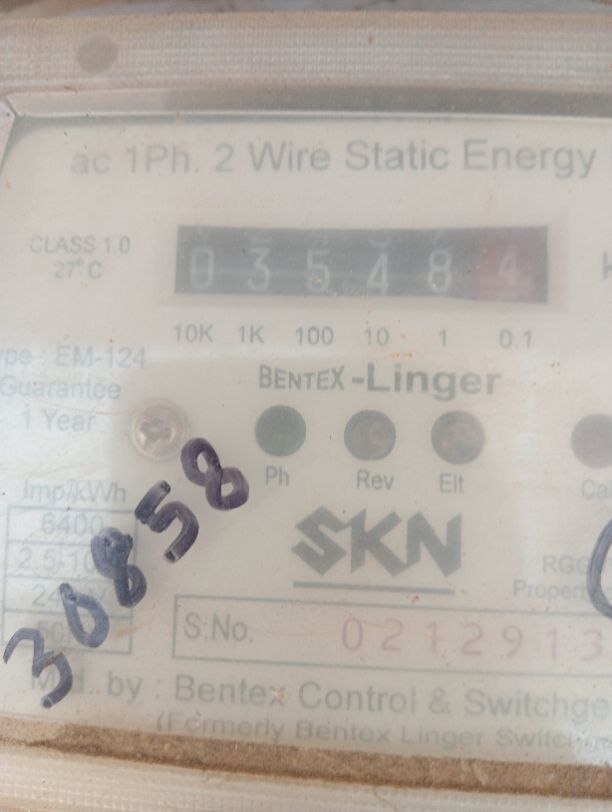 ac 1Ph. 2 Wire Static Energy
CLASS 1.0
27°C
0 3 5 4 8 4
10K 1K 100 10 1 0.1
EM-124
Guarantee
1 Year
BENTEX-Linger
Ph Rev Elt
Imp/kWh
6400
SKN
30858
S.No. 0212913
by : Bentex Control & Switchge
(Formerly Bentex Linger Switch